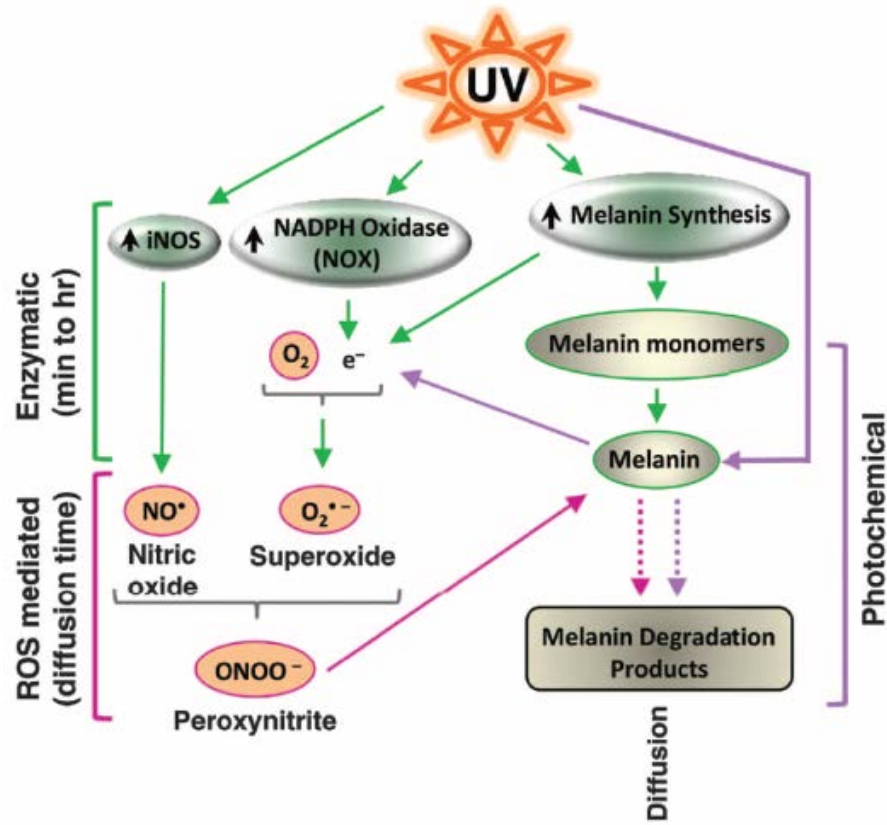 UV
iNOS
NADPH Oxidase
(NOX)
Melanin Synthesis
Enzymatic
(min to hr)
O₂
e⁻
Melanin monomers
Melanin
ROS mediated
(diffusion time)
NO•
Nitric
oxide
O₂•⁻
Superoxide
ONOO⁻
Peroxynitrite
Melanin Degradation
Products
Photochemical
Diffusion